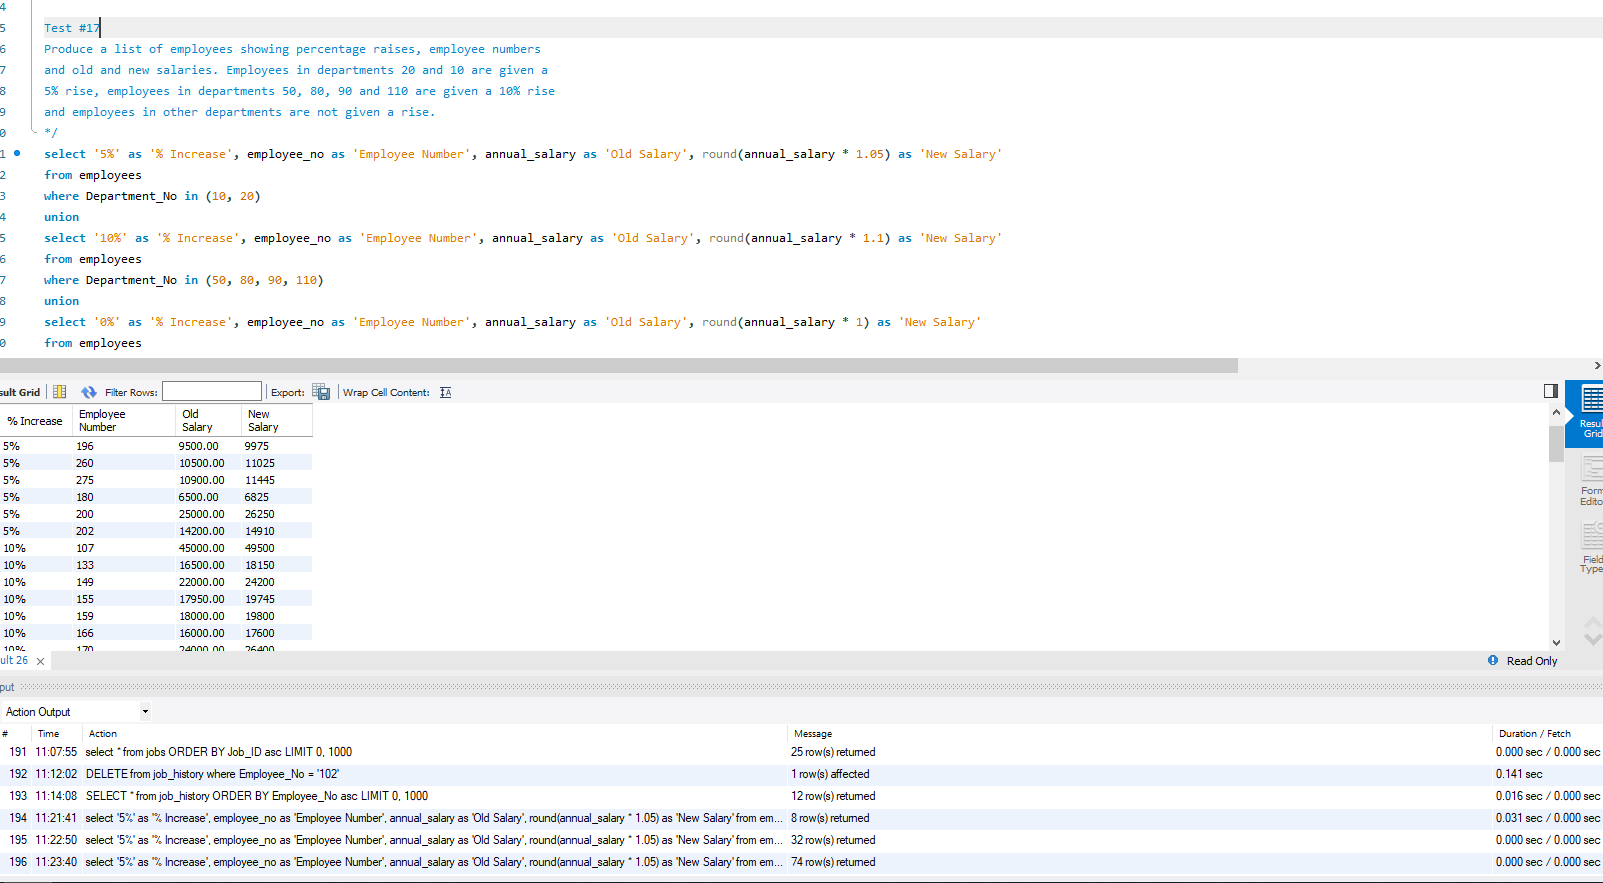 4
5 Test #17
6 Produce a list of employees showing percentage raises, employee numbers
7 and old and new salaries. Employees in departments 20 and 10 are given a
8 5% rise, employees in departments 50, 80, 90 and 110 are given a 10% rise
9 and employees in other departments are not given a rise.
0 */
1 select '5%' as '% Increase', employee_no as 'Employee Number', annual_salary as 'Old Salary', round(annual_salary * 1.05) as 'New Salary'
2 from employees
3 where Department_No in (10, 20)
4 union
5 select '10%' as '% Increase', employee_no as 'Employee Number', annual_salary as 'Old Salary', round(annual_salary * 1.1) as 'New Salary'
6 from employees
7 where Department_No in (50, 80, 90, 110)
8 union
9 select '0%' as '% Increase', employee_no as 'Employee Number', annual_salary as 'Old Salary', round(annual_salary * 1) as 'New Salary'
0 from employees
sult Grid Filter Rows: Export: Wrap Cell Content: IA
% Increase Employee Number Old Salary New Salary
5% 196 9500.00 9975
5% 260 10500.00 11025
5% 275 10900.00 11445
5% 180 6500.00 6825
5% 200 25000.00 26250
5% 202 14200.00 14910
10% 107 45000.00 49500
10% 133 16500.00 18150
10% 149 22000.00 24200
10% 155 17950.00 19745
10% 159 18000.00 19800
10% 166 16000.00 17600
10% 170 24000.00 26400
Resul
Grid
Form
Edito
Field
Type
ult 26 Read Only
put
Action Output
# Time Action Message Duration / Fetch
191 11:07:55 select * from jobs ORDER BY Job_ID asc LIMIT 0, 1000 25 row(s) returned 0.000 sec / 0.000 sec
192 11:12:02 DELETE from job_history where Employee_No = '102' 1 row(s) affected 0.141 sec
193 11:14:08 SELECT * from job_history ORDER BY Employee_No asc LIMIT 0, 1000 12 row(s) returned 0.016 sec / 0.000 sec
194 11:21:41 select '5%' as '% Increase', employee_no as 'Employee Number', annual_salary as 'Old Salary', round(annual_salary * 1.05) as 'New Salary' from em... 8 row(s) returned 0.031 sec / 0.000 sec
195 11:22:50 select '5%' as '% Increase', employee_no as 'Employee Number', annual_salary as 'Old Salary', round(annual_salary * 1.05) as 'New Salary' from em... 32 row(s) returned 0.000 sec / 0.000 sec
196 11:23:40 select '5%' as '% Increase', employee_no as 'Employee Number', annual_salary as 'Old Salary', round(annual_salary * 1.05) as 'New Salary' from em... 74 row(s) returned 0.000 sec / 0.000 sec